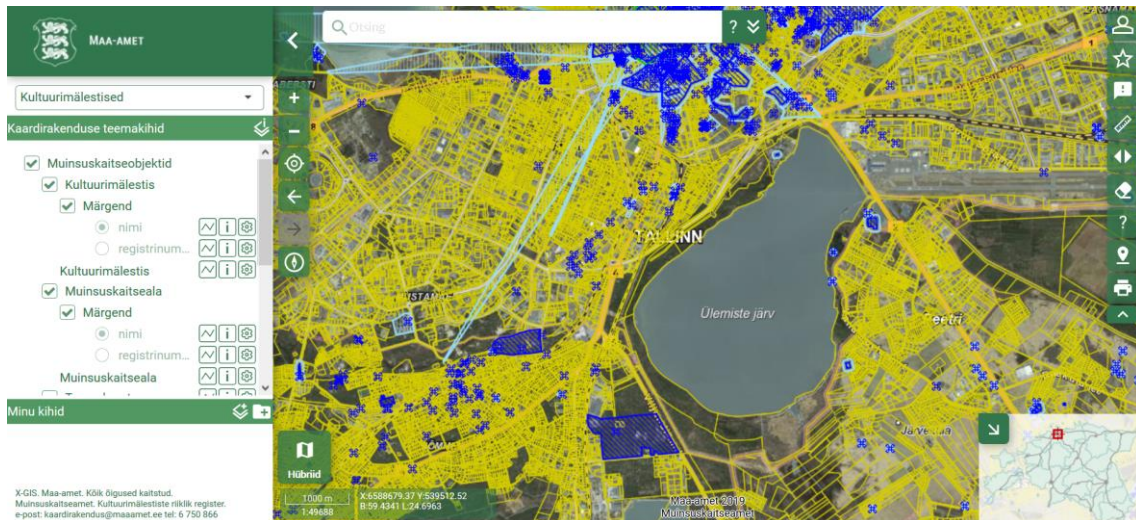 MAA-AMET
Kultuurimälestised
Kaardirakenduse teemakihid
Muinsuskaitseobjektid
Kultuurimälestis
Märgend
nimi
registrinum...
Kultuurimälestis
Muinsuskaitseala
Märgend
nimi
registrinum...
Muinsuskaitseala
Minu kihid
X-GIS. Maa-amet. Kõik õigused kaitstud.
Muinsuskaitseamet. Kultuurimälestiste riiklik register.
e-post: kaardirakendus@maaamet.ee tel: 6 750 866
Otsing
?
TALLINN
Ülemiste järv
Peetri
Järveküla
Hübriid
1000 m
1:49688
X:6588679.37 Y:539512.52
B:59.4341 L:24.6963
Maa-amet 2019
Muinsuskaitseamet
?